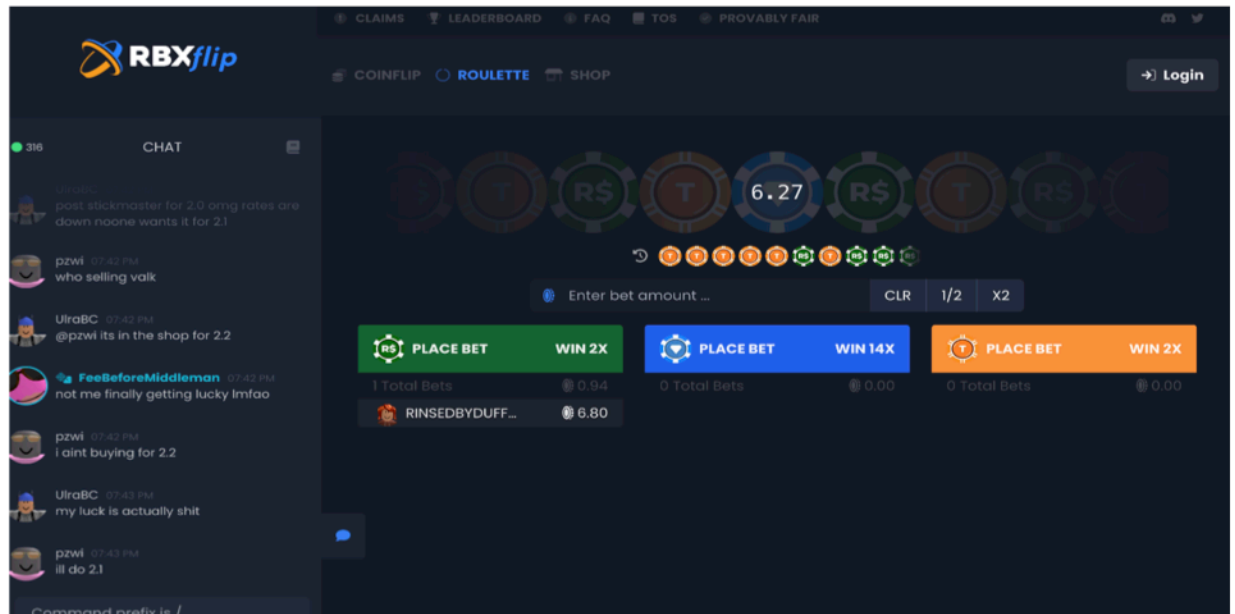 CLAIMS LEADERBOARD FAQ TOS PROVABLY FAIR
RBXflip
COINFLIP ROULETTE SHOP
Login
316 CHAT
UlraBC
post stickmaster for 2.0 omg rates are
down noone wants it for 2.1
pzwi 07:42 PM
who selling valk
UlraBC 07:42 PM
@pzwi its in the shop for 2.2
FeeBeforeMiddleman 07:42 PM
not me finally getting lucky lmfao
pzwi 07:42 PM
i aint buying for 2.2
UlraBC 07:43 PM
my luck is actually shit
pzwi 07:43 PM
ill do 2.1
Command prefix is /
$ T R$ T 6.27 R$ T R$
T T T T T R$ T R$ R$ R$
Enter bet amount ... CLR 1/2 X2
R$ PLACE BET WIN 2X
1 Total Bets 0.94
RINSEDBYDUFF... 6.80
PLACE BET WIN 14X
0 Total Bets 0.00
T PLACE BET WIN 2X
0 Total Bets 0.00